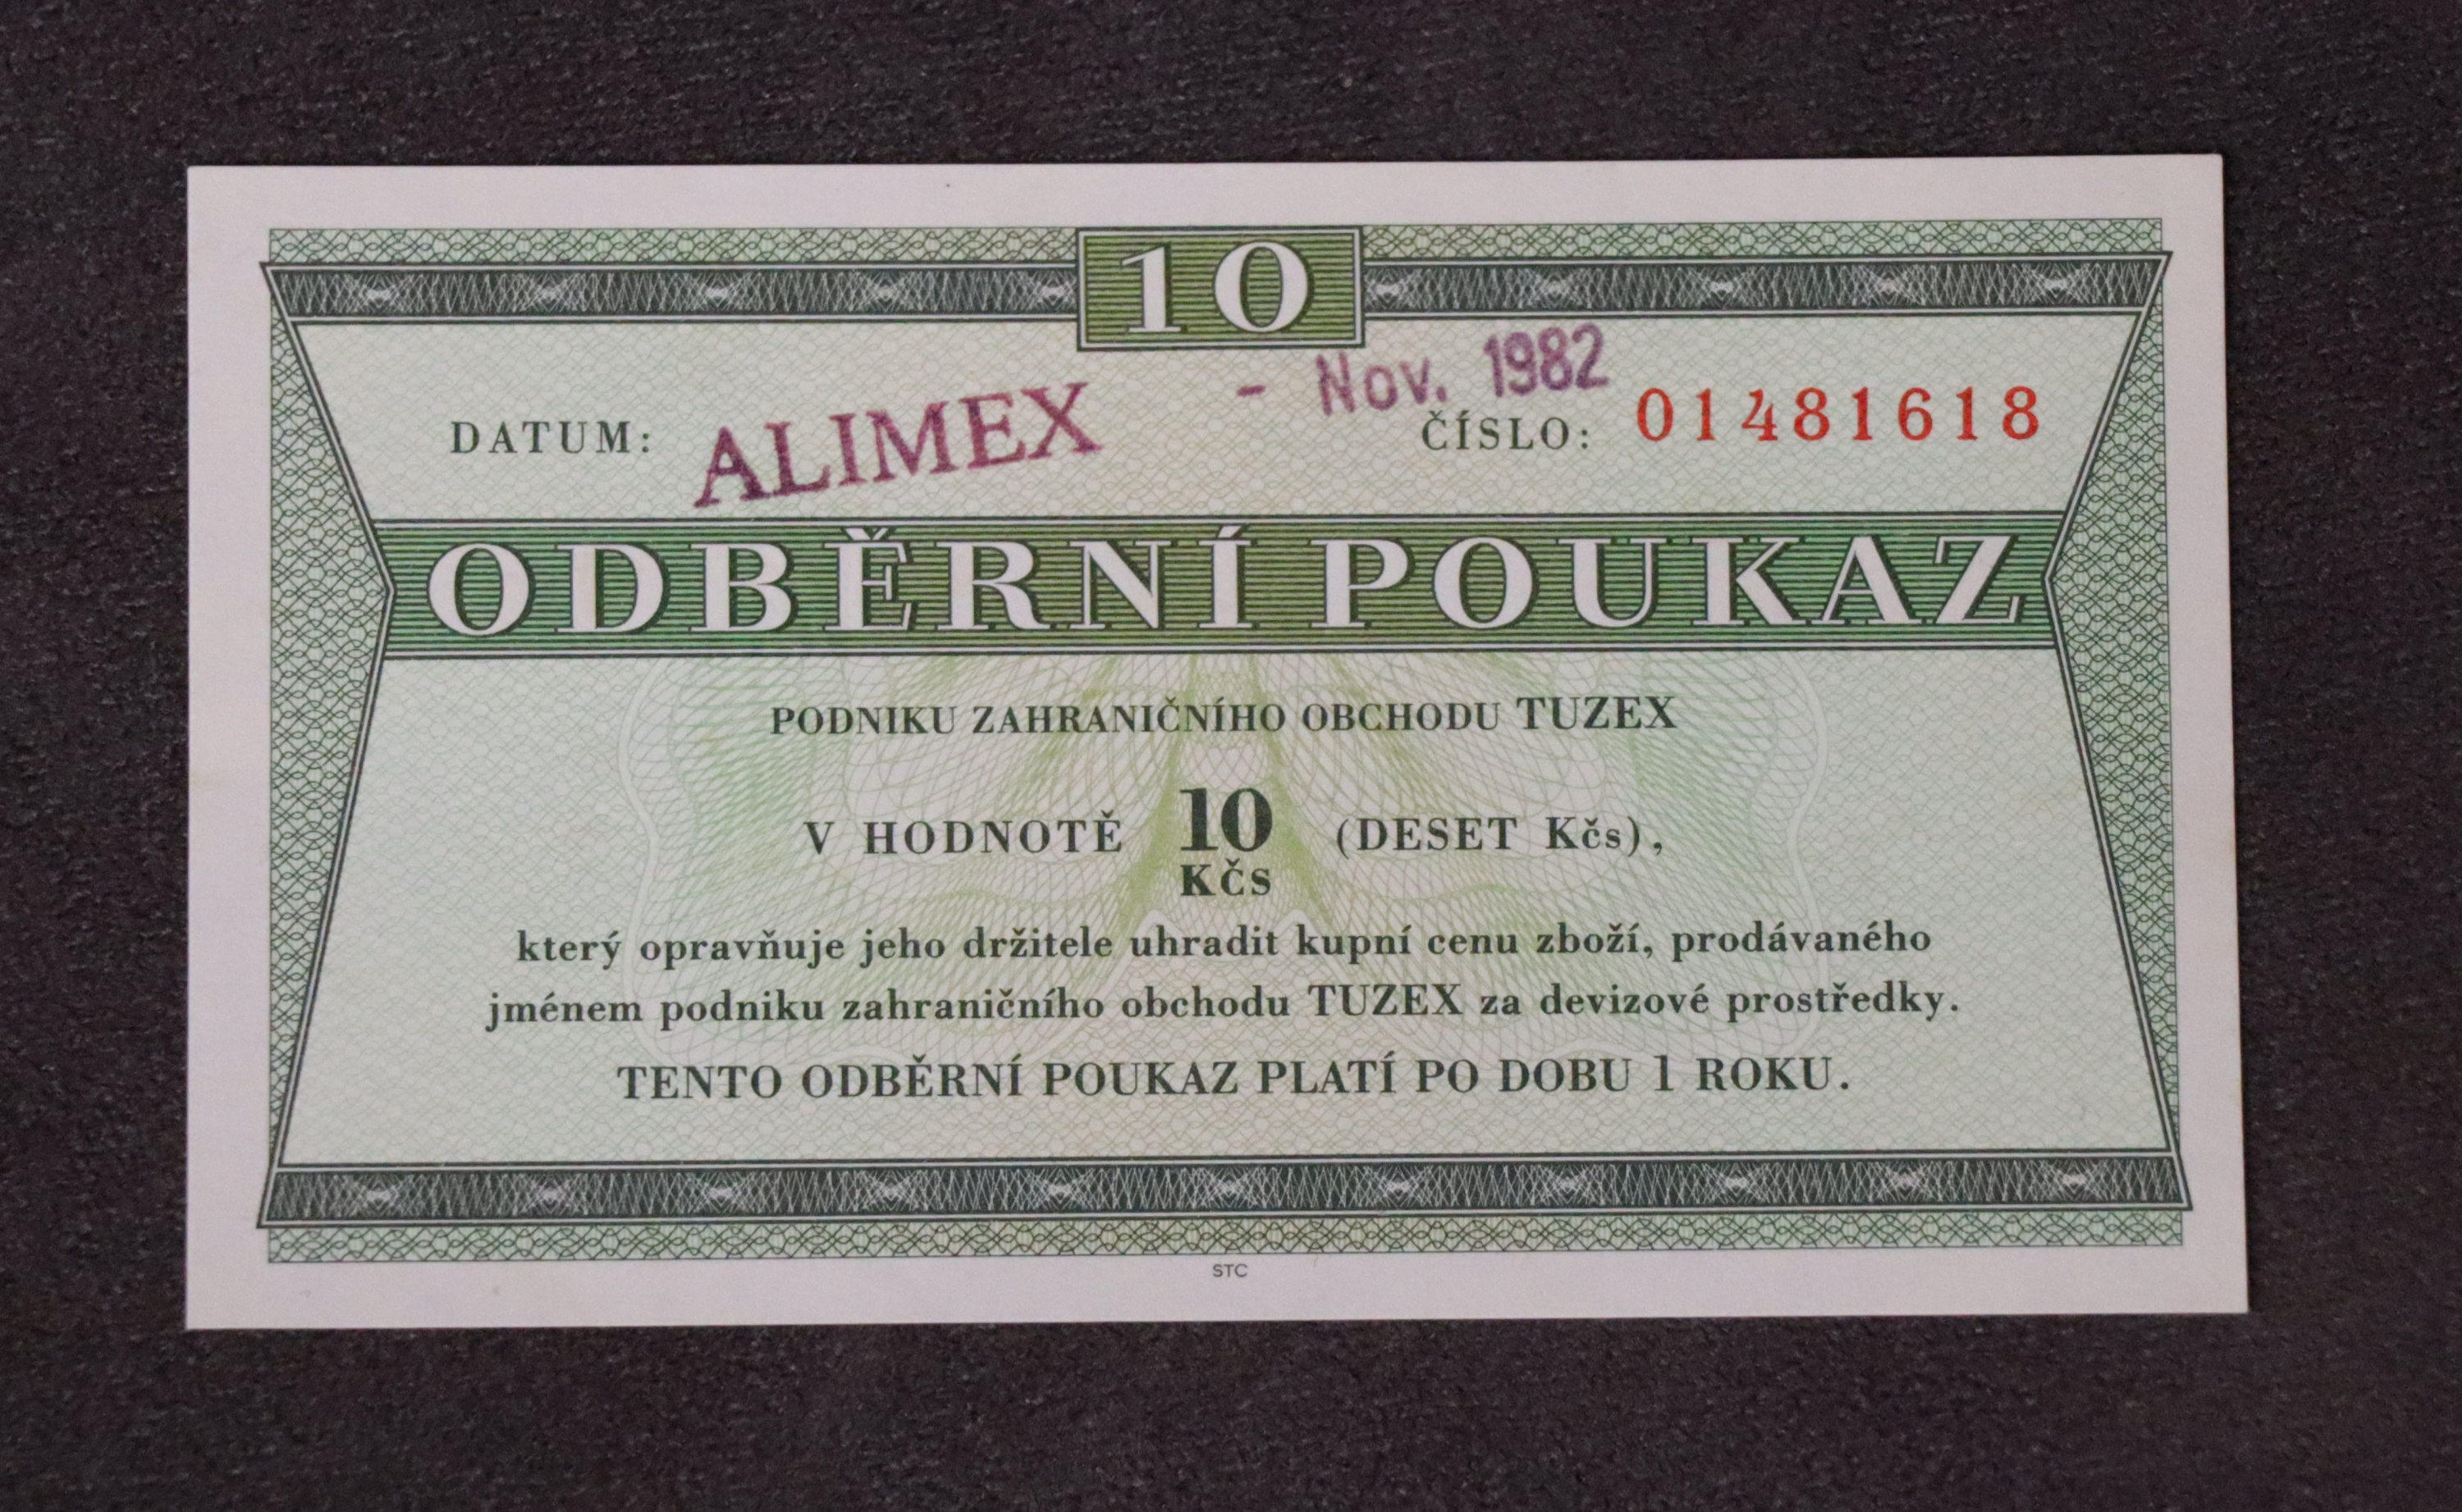 10
- Nov. 1982
DATUM: ALIMEX ČÍSLO: 01481618
ODBĚRNÍ POUKAZ
PODNIKU ZAHRANIČNÍHO OBCHODU TUZEX
V HODNOTĚ 10 Kčs (DESET Kčs),
který opravňuje jeho držitele uhradit kupní cenu zboží, prodávaného
jménem podniku zahraničního obchodu TUZEX za devizové prostředky.
TENTO ODBĚRNÍ POUKAZ PLATÍ PO DOBU 1 ROKU.
STC